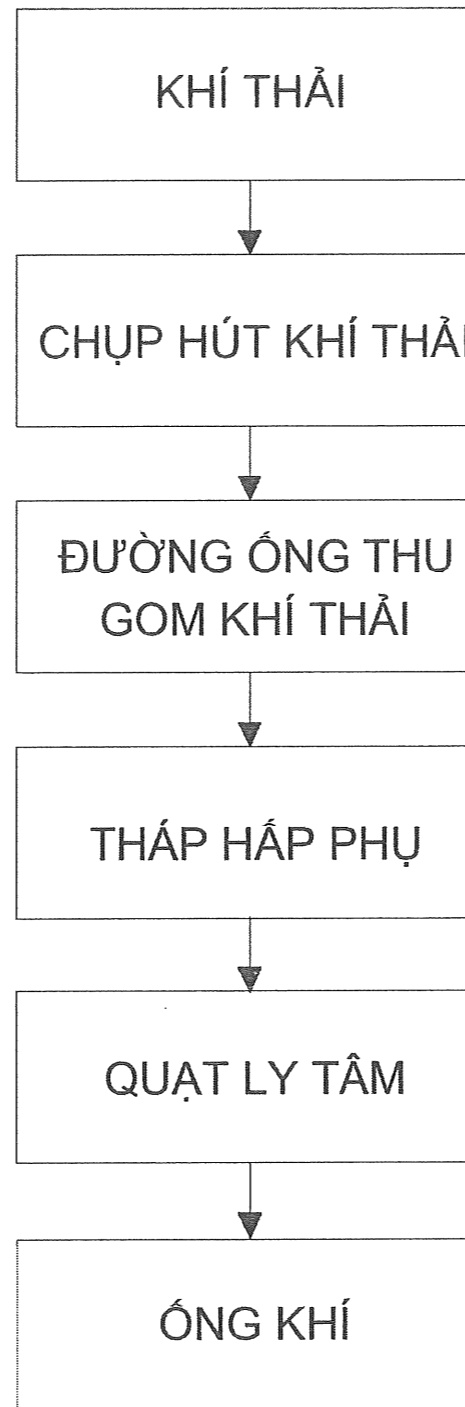 KHÍ THẢI
CHỤP HÚT KHÍ THẢI
ĐƯỜNG ỐNG THU
GOM KHÍ THẢI
THÁP HẤP PHỤ
QUẠT LY TÂM
ỐNG KHÍ